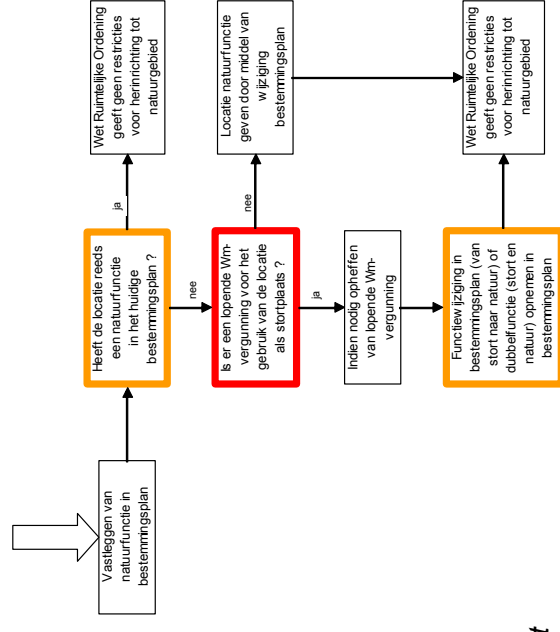 Vastleggen van
natuurfunctie in
bestemmingsplan
Heeft de locatie reeds
een natuurfunctie
in het huidige
bestemmingsplan ?
ja
Wet Ruimtelijke Ordening
geeft geen restricties
voor herinrichting tot
natuurgebied
nee
Is er een lopende Wm-
vergunning voor het
gebruik van de locatie
als stortplaats ?
nee
Locatie natuurfunctie
geven door middel van
wijziging
bestemmingsplan
ja
Indien nodig opheffen
van lopende Wm-
vergunning
Functiewijziging in
bestemmingsplan (van
stort naar natuur) of
dubbelfunctie (stort en
natuur) opnemen in
bestemmingsplan
Wet Ruimtelijke Ordening
geeft geen restricties
voor herinrichting tot
natuurgebied